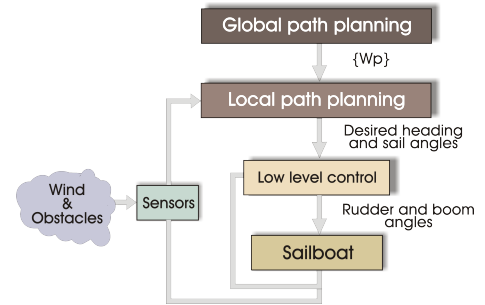 Global path planning
{Wp}
Local path planning
Desired heading
and sail angles
Low level control
Wind
&
Obstacles
Sensors
Rudder and boom
angles
Sailboat